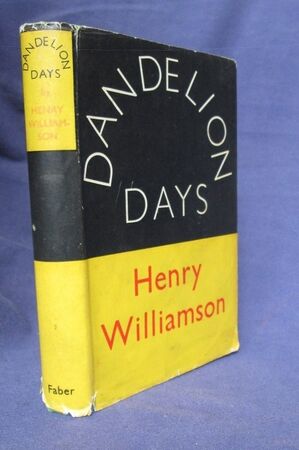 DANDELION
DAYS
by
HENRY
WILLIAM-
SON
Faber
DANDELION
DAYS
Henry
Williamson